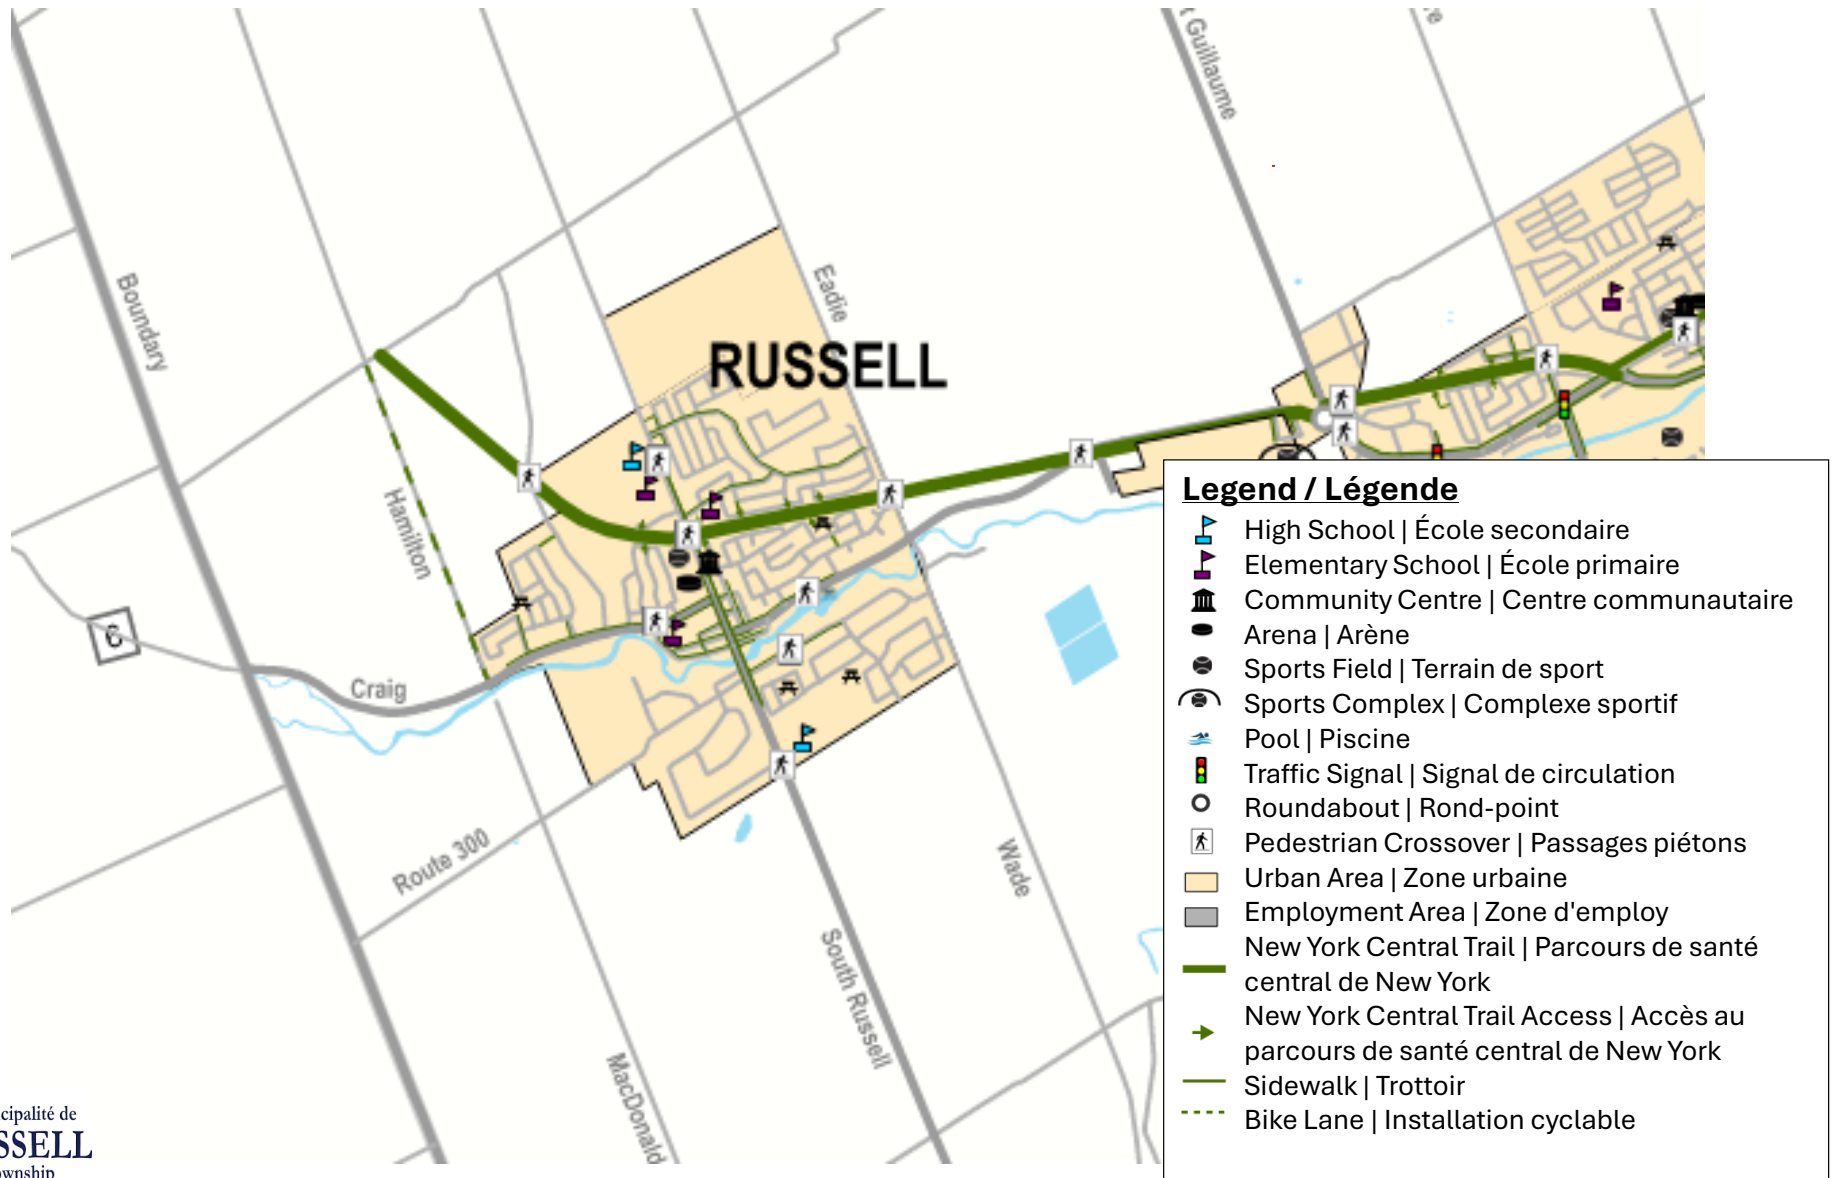 t Guillaume
re
Boundary
Eadie
RUSSELL
Hamilton
6
Craig
Route 300
Wade
South Russell
MacDonald
cipalité de
SSELL
ownship
Legend / Légende
High School | École secondaire
Elementary School | École primaire
Community Centre | Centre communautaire
Arena | Arène
Sports Field | Terrain de sport
Sports Complex | Complexe sportif
Pool | Piscine
Traffic Signal | Signal de circulation
Roundabout | Rond-point
Pedestrian Crossover | Passages piétons
Urban Area | Zone urbaine
Employment Area | Zone d'employ
New York Central Trail | Parcours de santé
central de New York
New York Central Trail Access | Accès au
parcours de santé central de New York
Sidewalk | Trottoir
Bike Lane | Installation cyclable